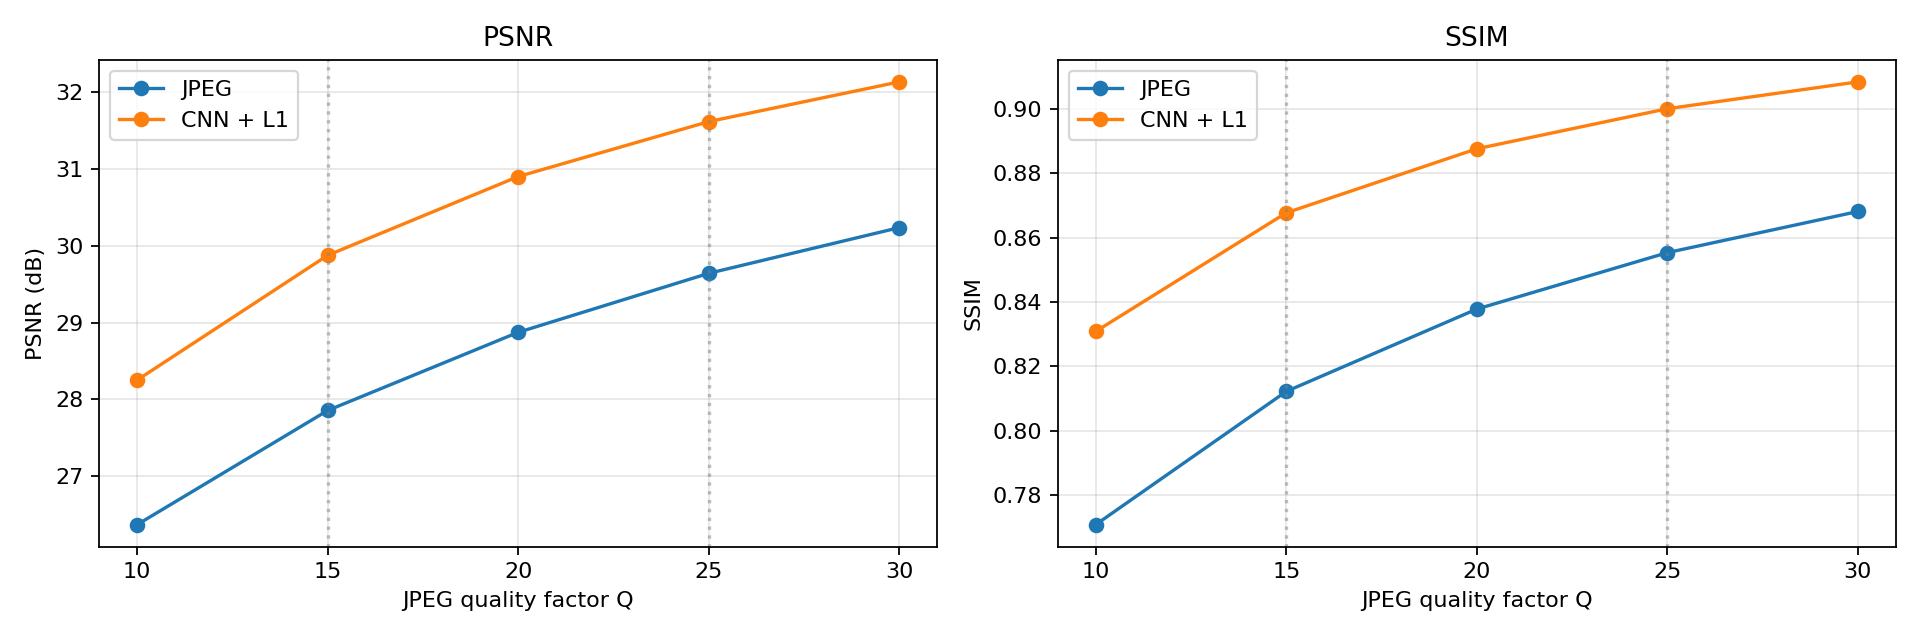 PSNR
JPEG
CNN + L1
32
31
30
29
28
27
PSNR (dB)
10 15 20 25 30
JPEG quality factor Q
SSIM
JPEG
CNN + L1
0.90
0.88
0.86
0.84
0.82
0.80
0.78
SSIM
10 15 20 25 30
JPEG quality factor Q